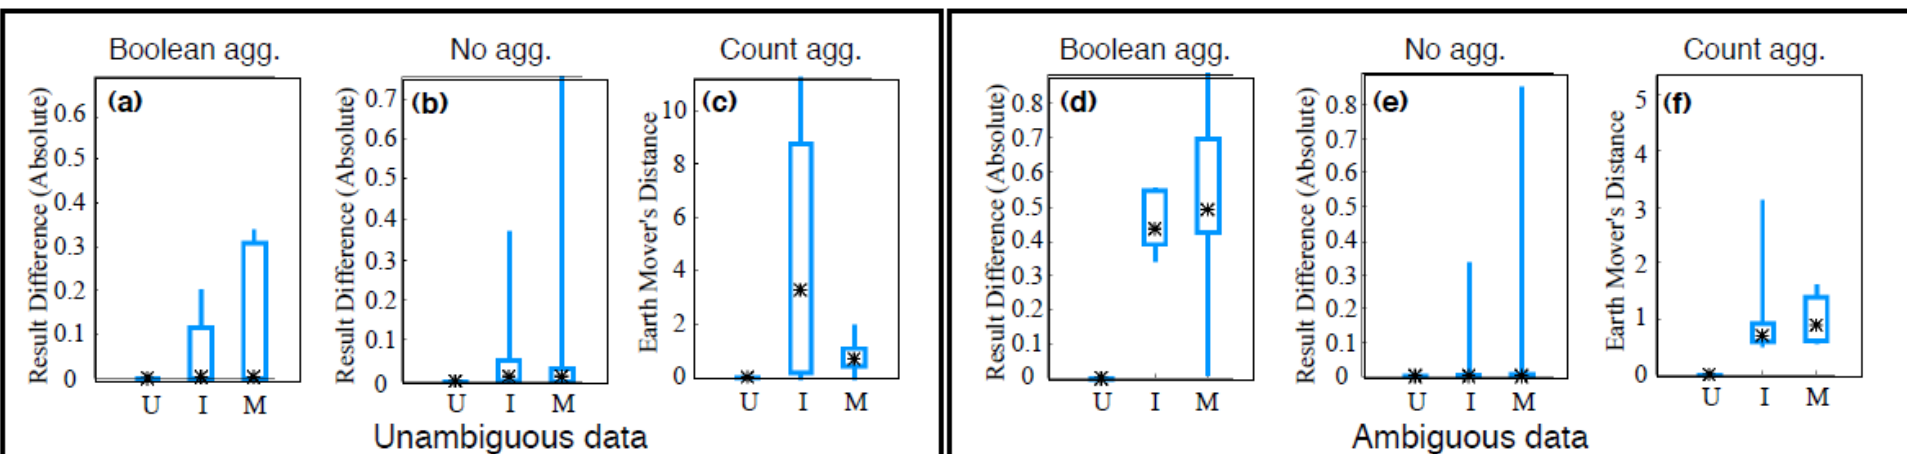 Boolean agg.
No agg.
Count agg.
(a)
(b)
(c)
Result Difference (Absolute)
0.6
0.5
0.4
0.3
0.2
0.1
0
U I M
Result Difference (Absolute)
0.7
0.6
0.5
0.4
0.3
0.2
0.1
0
U I M
Earth Mover's Distance
10
8
6
4
2
0
U I M
Unambiguous data
Boolean agg.
No agg.
Count agg.
(d)
(e)
(f)
Result Difference (Absolute)
0.8
0.7
0.6
0.5
0.4
0.3
0.2
0.1
0
U I M
Result Difference (Absolute)
0.8
0.7
0.6
0.5
0.4
0.3
0.2
0.1
0
U I M
Earth Mover's Distance
5
4
3
2
1
0
U I M
Ambiguous data